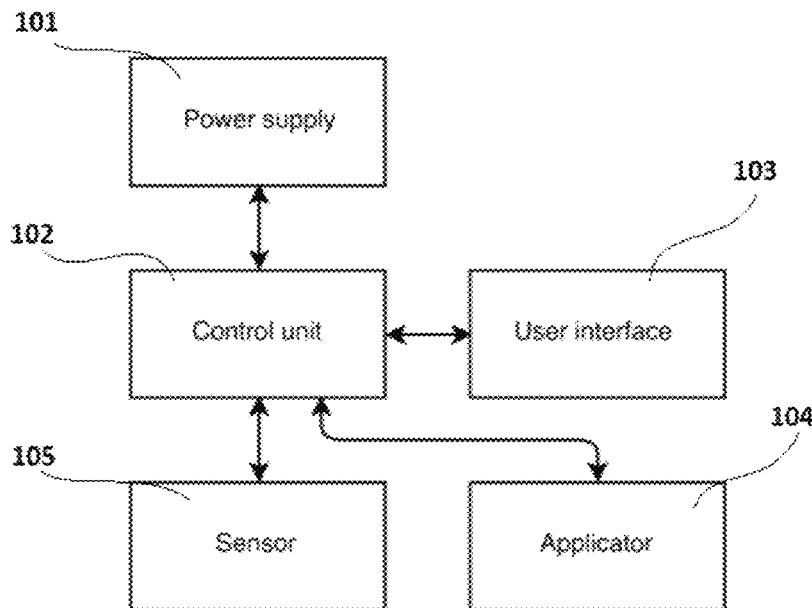 101
Power supply
103
102
Control unit
User interface
105
104
Sensor
Applicator